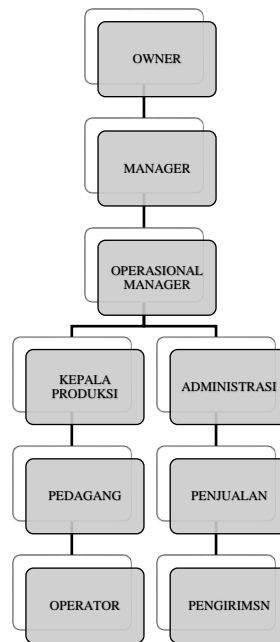 OWNER
MANAGER
OPERASIONAL
MANAGER
KEPALA
PRODUKSI
ADMINISTRASI
PEDAGANG
PENJUALAN
OPERATOR
PENGIRIMSN